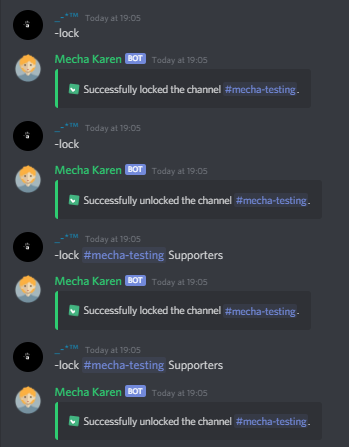 _-*™ Today at 19:05
-lock
Mecha Karen BOT Today at 19:05
Successfully locked the channel #mecha-testing.
_-*™ Today at 19:05
-lock
Mecha Karen BOT Today at 19:05
Successfully unlocked the channel #mecha-testing.
_-*™ Today at 19:05
-lock #mecha-testing Supporters
Mecha Karen BOT Today at 19:05
Successfully locked the channel #mecha-testing.
_-*™ Today at 19:05
-lock #mecha-testing Supporters
Mecha Karen BOT Today at 19:05
Successfully unlocked the channel #mecha-testing.